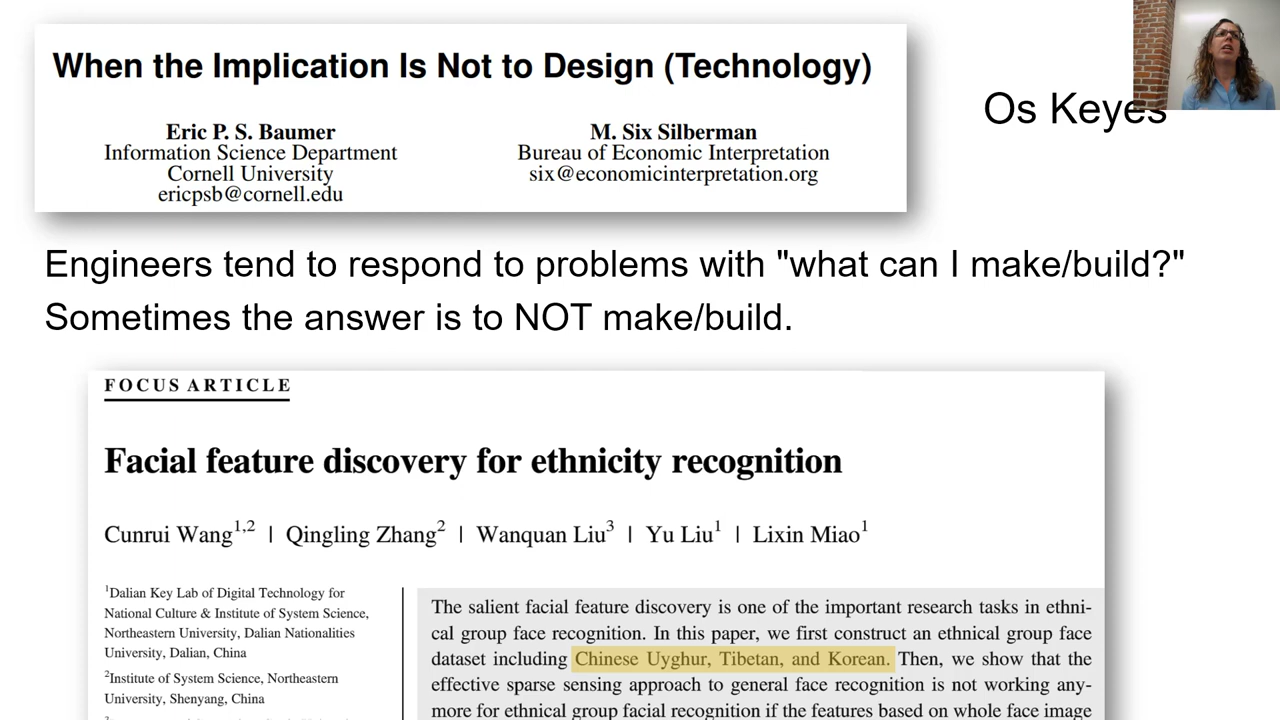 When the Implication Is Not to Design (Technology)
Eric P. S. Baumer
Information Science Department
Cornell University
ericpsb@cornell.edu
M. Six Silberman
Bureau of Economic Interpretation
six@economicinterpretation.org
Os Keyes
Engineers tend to respond to problems with "what can I make/build?"
Sometimes the answer is to NOT make/build.
FOCUS ARTICLE
Facial feature discovery for ethnicity recognition
Cunrui Wang1,2 | Qingling Zhang2 | Wanquan Liu3 | Yu Liu1 | Lixin Miao1
1Dalian Key Lab of Digital Technology for
National Culture & Institute of System Science,
Northeastern University, Dalian Nationalities
University, Dalian, China
2Institute of System Science, Northeastern
University, Shenyang, China
The salient facial feature discovery is one of the important research tasks in ethni-
cal group face recognition. In this paper, we first construct an ethnical group face
dataset including Chinese Uyghur, Tibetan, and Korean. Then, we show that the
effective sparse sensing approach to general face recognition is not working any-
more for ethnical group facial recognition if the features based on whole face image